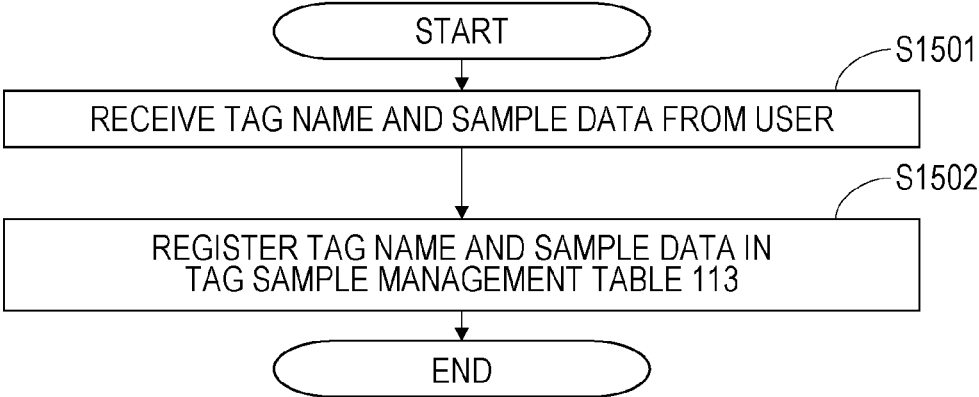 START
S1501
RECEIVE TAG NAME AND SAMPLE DATA FROM USER
S1502
REGISTER TAG NAME AND SAMPLE DATA IN
TAG SAMPLE MANAGEMENT TABLE 113
END